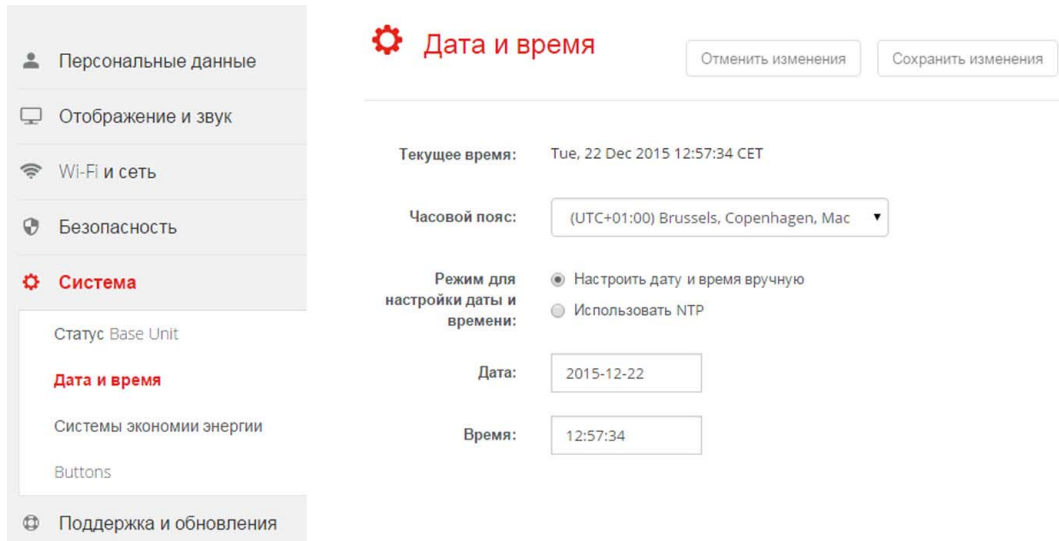 Персональные данные
Отображение и звук
Wi-Fi и сеть
Безопасность
Система
Статус Base Unit
Дата и время
Системы экономии энергии
Buttons
Поддержка и обновления
Дата и время
Отменить изменения
Сохранить изменения
Текущее время: Tue, 22 Dec 2015 12:57:34 CET
Часовой пояс: (UTC+01:00) Brussels, Copenhagen, Mac
Режим для
настройки даты и
времени:
Настроить дату и время вручную
Использовать NTP
Дата: 2015-12-22
Время: 12:57:34